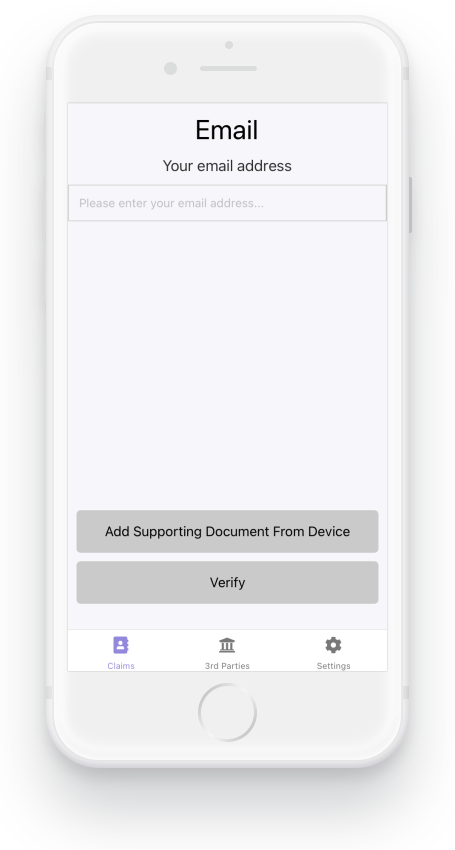 Email
Your email address
Please enter your email address...
Add Supporting Document From Device
Verify
Claims
3rd Parties
Settings